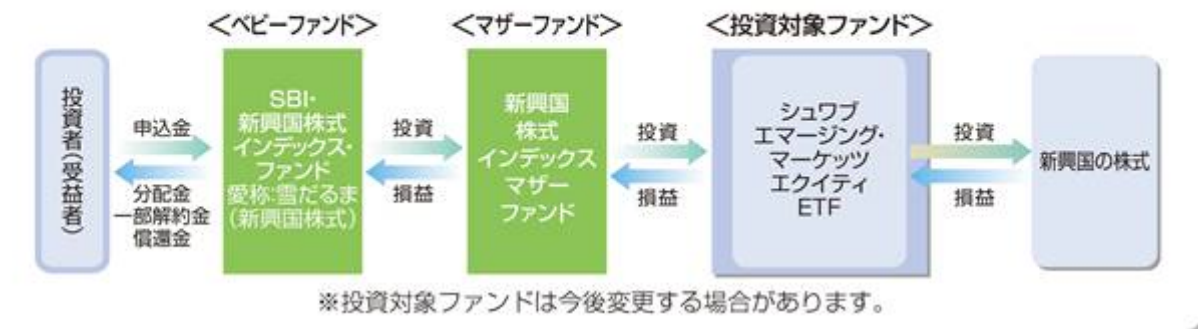 ＜ベビーファンド＞
＜マザーファンド＞
＜投資対象ファンド＞
投資者(受益者)
申込金
分配金
一部解約金
償還金
SBI・
新興国株式
インデックス・
ファンド
愛称:雪だるま
(新興国株式)
投資
損益
新興国
株式
インデックス
マザー
ファンド
投資
損益
シュワブ
エマージング・
マーケッツ
エクイティ
ETF
投資
損益
新興国の株式
※投資対象ファンドは今後変更する場合があります。